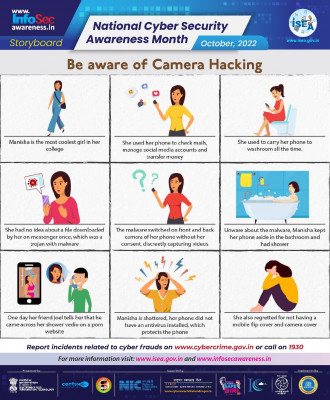 www.
InfoSec
awareness.in
Storyboard
National Cyber Security
Awareness Month
October, 2022
ISEA
www.isea.gov.in
Be aware of Camera Hacking
Manisha is the most coolest girl in her
college
She used her phone to check mails,
manage social media accounts and
transfer money
She used to carry her phone to
washroom all the time.
She had no idea about a file downloaded
by her on messenger once, which was a
trojan with malware
The malware switched on front and back
camera of her phone without her
consent, discreetly capturing videos
Unware about the malware, Manisha kept
her phone aside in the bathroom and
had shower
One day her friend joel tells her that he
came across her shower vedio on a porn
website
Manisha is shattered, her phone did not
have an antivirus installed, which
protects the phone
She also regretted for not having a
mobile flip cover and camera cover
Report incidents related to cyber frauds on www.cybercrime.gov.in or call on 1930
For more information visit: www.isea.gov.in and www.infosecawareness.in
NIC